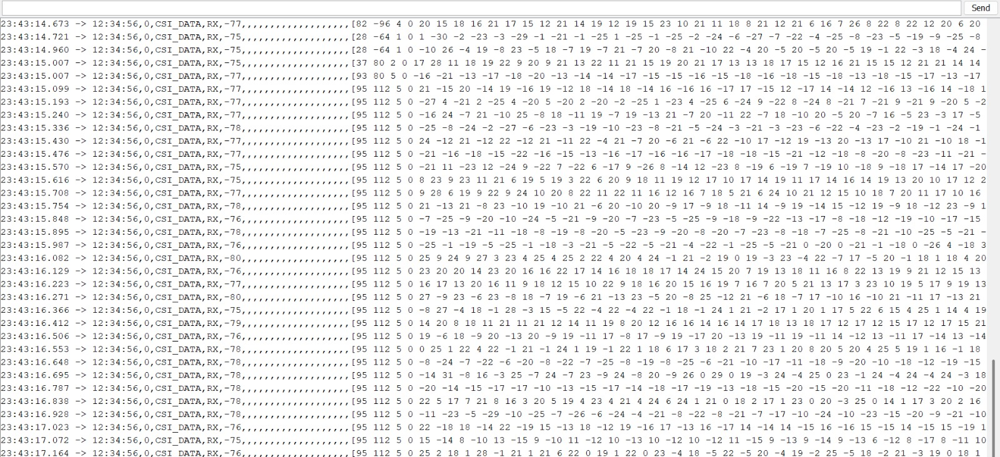 Send
23:43:14.673 -> 12:34:56,0,CSI_DATA,RX,-77,,,,,,,,,,,,,,,,,,,[82 -96 4 0 20 15 18 16 21 17 15 12 21 14 19 12 19 15 23 10 21 11 18 8 21 12 21 6 16 7 26 8 22 8 22 12 20 6 20
23:43:14.721 -> 12:34:56,0,CSI_DATA,RX,-75,,,,,,,,,,,,,,,,,,,[28 -64 1 0 1 -30 -2 -23 -3 -29 -1 -21 -1 -25 1 -25 -1 -25 -2 -24 -6 -27 -7 -22 -4 -25 -8 -23 -5 -19 -9 -25 -8
23:43:14.960 -> 12:34:56,0,CSI_DATA,RX,-75,,,,,,,,,,,,,,,,,,,[28 -64 1 0 -10 26 -4 19 -8 23 -5 18 -7 19 -7 21 -7 20 -8 21 -10 22 -4 20 -5 20 -5 20 -5 19 -1 22 -3 18 -4 24 -
23:43:15.007 -> 12:34:56,0,CSI_DATA,RX,-75,,,,,,,,,,,,,,,,,,,[37 80 2 0 17 28 11 18 19 22 9 20 9 21 13 22 11 21 15 19 20 21 17 13 13 18 17 15 12 16 21 15 15 12 21 21 14 14
23:43:15.007 -> 12:34:56,0,CSI_DATA,RX,-77,,,,,,,,,,,,,,,,,,,[93 80 5 0 -16 -21 -13 -17 -18 -20 -13 -14 -14 -17 -15 -15 -16 -15 -18 -16 -18 -15 -18 -13 -18 -15 -17 -13 -17
23:43:15.099 -> 12:34:56,0,CSI_DATA,RX,-77,,,,,,,,,,,,,,,,,,,[95 112 5 0 21 -15 20 -14 19 -16 19 -12 18 -14 18 -14 16 -16 16 -17 17 -15 12 -17 14 -14 12 -16 13 -16 14 -18 1
23:43:15.193 -> 12:34:56,0,CSI_DATA,RX,-77,,,,,,,,,,,,,,,,,,,[95 112 5 0 -27 4 -21 2 -25 4 -20 5 -20 2 -20 -2 -25 1 -23 4 -25 6 -24 9 -22 8 -24 8 -21 7 -21 9 -21 9 -20 5 -2
23:43:15.240 -> 12:34:56,0,CSI_DATA,RX,-77,,,,,,,,,,,,,,,,,,,[95 112 5 0 -16 24 -7 21 -10 25 -8 18 -11 19 -7 19 -13 21 -7 20 -11 22 -7 18 -10 20 -5 20 -7 16 -5 23 -3 17 -5
23:43:15.336 -> 12:34:56,0,CSI_DATA,RX,-78,,,,,,,,,,,,,,,,,,,[95 112 5 0 -25 -8 -24 -2 -27 -6 -23 -3 -19 -10 -23 -8 -21 -5 -24 -3 -21 -3 -23 -6 -22 -4 -23 -2 -19 -1 -24 -1
23:43:15.430 -> 12:34:56,0,CSI_DATA,RX,-77,,,,,,,,,,,,,,,,,,,[95 112 5 0 24 -12 21 -12 22 -12 21 -11 22 -4 21 -7 20 -6 21 -6 22 -10 17 -12 19 -13 20 -13 17 -10 21 -10 18 -1
23:43:15.476 -> 12:34:56,0,CSI_DATA,RX,-77,,,,,,,,,,,,,,,,,,,[95 112 5 0 -21 -16 -18 -15 -22 -16 -15 -13 -16 -17 -16 -16 -17 -18 -18 -15 -21 -12 -18 -8 -20 -8 -23 -11 -21 -
23:43:15.570 -> 12:34:56,0,CSI_DATA,RX,-75,,,,,,,,,,,,,,,,,,,[95 112 5 0 -21 11 -23 12 -24 9 -22 7 -22 6 -17 9 -26 8 -14 12 -23 8 -19 6 -19 7 -19 10 -18 9 -18 17 -14 17 -20
23:43:15.616 -> 12:34:56,0,CSI_DATA,RX,-75,,,,,,,,,,,,,,,,,,,[95 112 5 0 8 23 9 23 11 21 6 19 5 19 3 22 6 20 9 18 11 19 12 17 10 17 14 19 11 17 14 16 14 19 13 20 10 17 12 2
23:43:15.708 -> 12:34:56,0,CSI_DATA,RX,-77,,,,,,,,,,,,,,,,,,,[95 112 5 0 9 28 6 19 9 22 9 24 10 20 8 22 11 22 11 16 12 16 7 18 5 21 6 24 10 21 12 15 10 18 7 20 11 17 10 16
23:43:15.754 -> 12:34:56,0,CSI_DATA,RX,-78,,,,,,,,,,,,,,,,,,,[95 112 5 0 21 -13 21 -8 23 -10 19 -10 21 -6 20 -10 20 -9 17 -9 18 -11 14 -9 19 -14 15 -12 19 -9 18 -12 23 -9 1
23:43:15.848 -> 12:34:56,0,CSI_DATA,RX,-76,,,,,,,,,,,,,,,,,,,[95 112 5 0 -7 -25 -9 -20 -10 -24 -5 -21 -9 -20 -7 -23 -5 -25 -9 -18 -9 -22 -13 -17 -8 -18 -12 -19 -10 -17 -15
23:43:15.895 -> 12:34:56,0,CSI_DATA,RX,-78,,,,,,,,,,,,,,,,,,,[95 112 5 0 -19 -13 -21 -11 -18 -8 -19 -8 -20 -5 -23 -9 -20 -8 -20 -7 -23 -8 -18 -7 -25 -8 -21 -10 -25 -5 -21 -
23:43:15.987 -> 12:34:56,0,CSI_DATA,RX,-76,,,,,,,,,,,,,,,,,,,[95 112 5 0 -25 -1 -19 -5 -25 -1 -18 -3 -21 -5 -22 -5 -21 -4 -22 -1 -25 -5 -21 0 -20 0 -21 -1 -18 0 -26 4 -18 3
23:43:16.082 -> 12:34:56,0,CSI_DATA,RX,-80,,,,,,,,,,,,,,,,,,,[95 112 5 0 25 9 24 9 27 3 23 4 25 4 25 2 22 4 20 4 24 -1 21 -2 19 0 19 -3 23 -4 22 -7 17 -5 20 -1 18 1 18 4 20
23:43:16.129 -> 12:34:56,0,CSI_DATA,RX,-76,,,,,,,,,,,,,,,,,,,[95 112 5 0 23 20 20 14 23 20 16 16 22 17 14 16 18 18 17 14 24 15 20 7 19 13 18 11 16 8 22 13 19 9 21 12 15 13
23:43:16.223 -> 12:34:56,0,CSI_DATA,RX,-77,,,,,,,,,,,,,,,,,,,[95 112 5 0 16 17 13 20 16 11 9 18 12 15 10 22 9 18 16 20 15 16 19 7 16 7 20 5 21 13 17 3 23 10 19 5 17 9 19 13
23:43:16.271 -> 12:34:56,0,CSI_DATA,RX,-80,,,,,,,,,,,,,,,,,,,[95 112 5 0 27 -9 23 -6 23 -8 18 -7 19 -6 21 -13 23 -5 20 -8 25 -12 21 -6 18 -7 17 -10 16 -10 21 -11 17 -13 21
23:43:16.366 -> 12:34:56,0,CSI_DATA,RX,-75,,,,,,,,,,,,,,,,,,,[95 112 5 0 -8 27 -4 18 -1 28 -3 15 -5 22 -4 22 -4 22 -1 18 -1 24 1 21 -2 17 1 20 1 17 5 22 6 15 4 25 1 14 4 19
23:43:16.412 -> 12:34:56,0,CSI_DATA,RX,-79,,,,,,,,,,,,,,,,,,,[95 112 5 0 14 20 8 18 11 21 11 21 12 14 11 19 8 20 12 16 16 14 16 14 17 18 13 18 17 12 17 12 15 17 12 17 15 21
23:43:16.506 -> 12:34:56,0,CSI_DATA,RX,-76,,,,,,,,,,,,,,,,,,,[95 112 5 0 19 -6 18 -9 20 -13 20 -9 19 -11 17 -8 17 -9 19 -17 20 -13 19 -11 19 -11 14 -12 13 -11 17 -14 13 -14
23:43:16.553 -> 12:34:56,0,CSI_DATA,RX,-78,,,,,,,,,,,,,,,,,,,[95 112 5 0 0 25 1 22 4 22 -1 21 -1 24 1 19 -1 22 1 18 6 17 3 18 2 21 7 23 1 20 8 20 5 20 4 25 5 19 1 16 -1 18
23:43:16.648 -> 12:34:56,0,CSI_DATA,RX,-78,,,,,,,,,,,,,,,,,,,[95 112 5 0 -8 -24 -7 -22 -6 -20 -8 -22 -7 -25 -8 -19 -8 -25 -6 -21 -10 -17 -11 -18 -9 -20 -10 -18 -12 -19 -15
23:43:16.695 -> 12:34:56,0,CSI_DATA,RX,-78,,,,,,,,,,,,,,,,,,,[95 112 5 0 -14 31 -8 16 -3 25 -7 24 -7 23 -9 24 -8 20 -9 26 0 29 0 19 -3 24 -4 25 0 23 -1 24 -4 24 -4 24 -3 18
23:43:16.787 -> 12:34:56,0,CSI_DATA,RX,-78,,,,,,,,,,,,,,,,,,,[95 112 5 0 -20 -14 -15 -17 -17 -10 -13 -15 -17 -14 -18 -17 -19 -13 -18 -15 -20 -15 -20 -11 -18 -12 -22 -10 -20
23:43:16.838 -> 12:34:56,0,CSI_DATA,RX,-78,,,,,,,,,,,,,,,,,,,[95 112 5 0 22 5 17 7 21 8 16 3 20 5 19 4 23 4 21 4 24 6 24 1 21 0 18 2 17 1 23 0 20 -3 25 0 14 1 17 3 20 2 16
23:43:16.928 -> 12:34:56,0,CSI_DATA,RX,-78,,,,,,,,,,,,,,,,,,,[95 112 5 0 -11 -23 -5 -29 -10 -25 -7 -26 -6 -24 -4 -21 -8 -22 -8 -21 -7 -17 -10 -24 -10 -23 -15 -20 -9 -21 -10
23:43:17.023 -> 12:34:56,0,CSI_DATA,RX,-76,,,,,,,,,,,,,,,,,,,[95 112 5 0 22 -18 18 -14 22 -19 15 -13 18 -12 19 -16 17 -13 16 -17 14 -14 14 -15 16 -16 15 -15 14 -15 15 -19 1
23:43:17.072 -> 12:34:56,0,CSI_DATA,RX,-75,,,,,,,,,,,,,,,,,,,[95 112 5 0 15 -14 8 -10 13 -15 9 -10 11 -12 10 -13 10 -12 10 -12 11 -15 9 -13 9 -14 9 -13 6 -12 8 -17 8 -11 10
23:43:17.164 -> 12:34:56,0,CSI_DATA,RX,-76,,,,,,,,,,,,,,,,,,,[95 112 5 0 25 2 18 1 28 -1 21 1 21 6 22 0 19 1 22 0 23 -4 18 -5 22 -5 20 -4 19 -2 25 -5 18 -2 21 -3 19 0 18 1